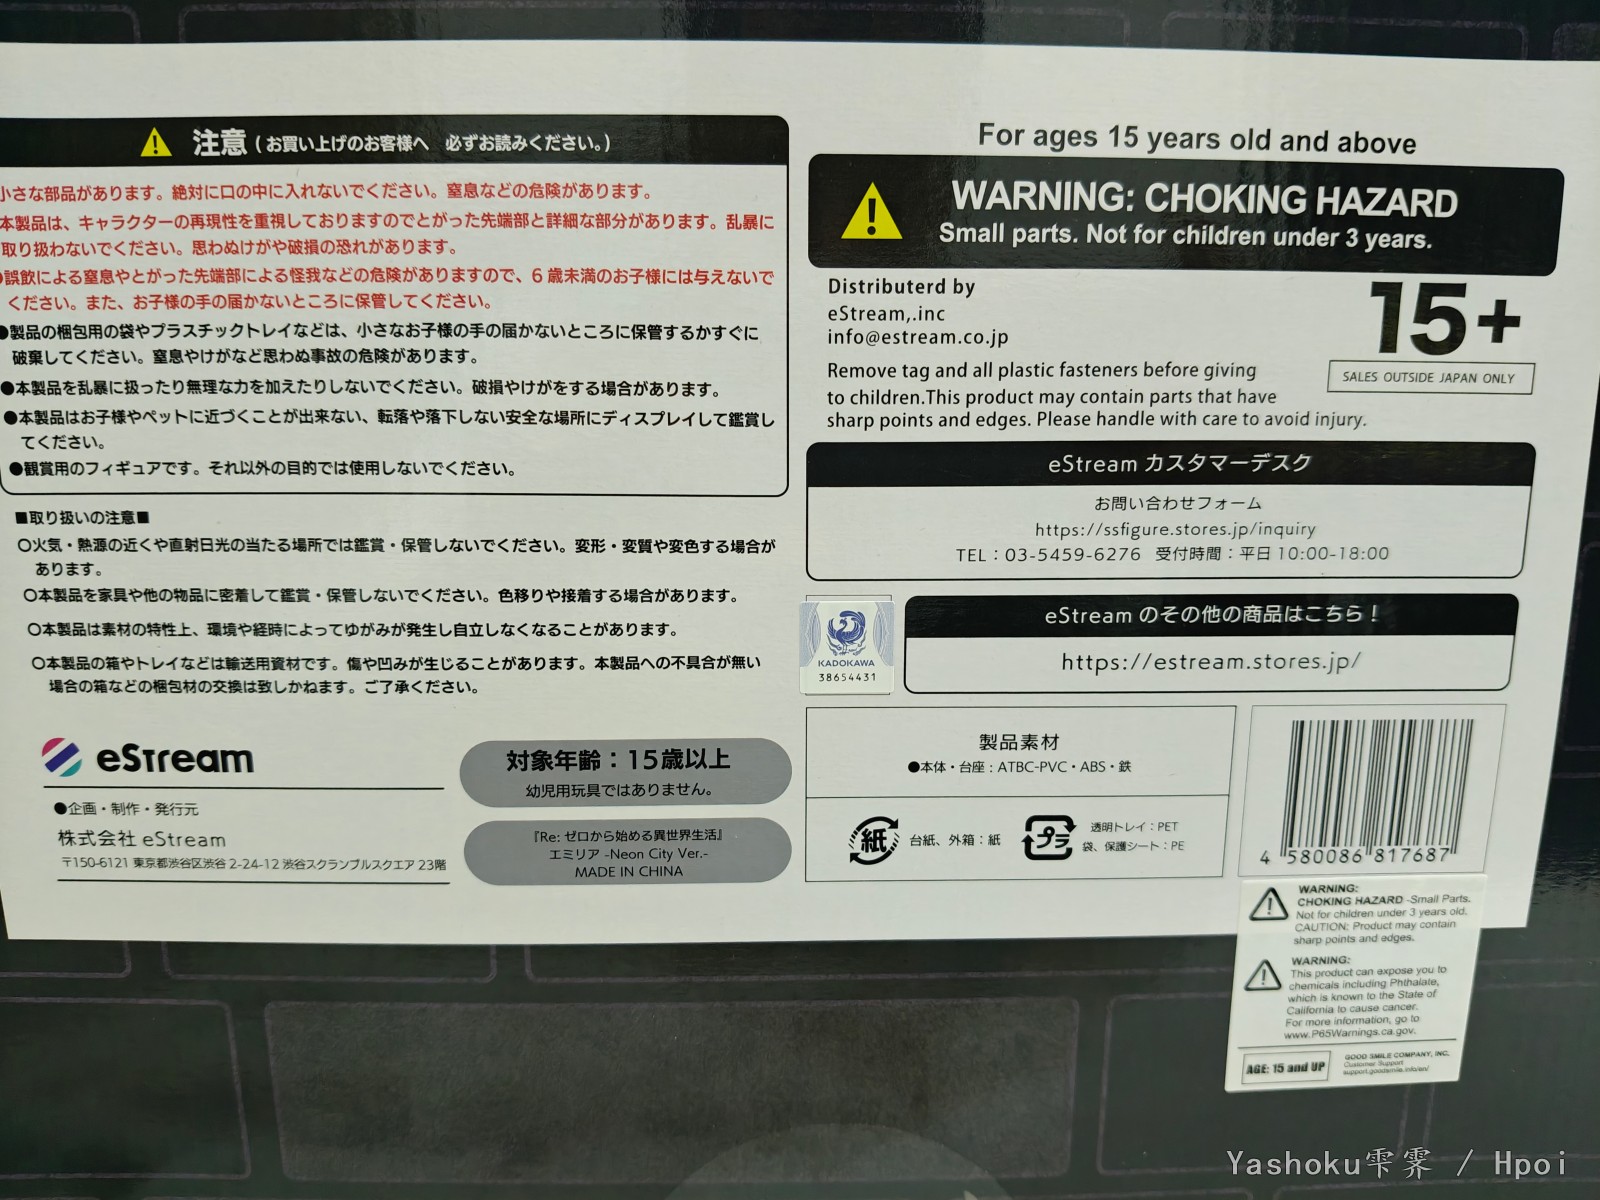 注意(お買い上げのお客様へ 必ずお読みください。)
小さな部品があります。絶対に口の中に入れないでください。窒息などの危険があります。
本製品は、キャラクターの再現性を重視しておりますのでとがった先端部と詳細な部分があります。乱暴に
取り扱わないでください。思わぬけがや破損の恐れがあります。
●誤飲による窒息やとがった先端部による怪我などの危険がありますので、6歳未満のお子様には与えないで
ください。また、お子様の手の届かないところに保管してください。
●製品の梱包用の袋やプラスチックトレイなどは、小さなお子様の手の届かないところに保管するかすぐに
破棄してください。窒息やけがなど思わぬ事故の危険があります。
●本製品を乱暴に扱ったり無理な力を加えたりしないでください。破損やけがをする場合があります。
●本製品はお子様やペットに近づくことが出来ない、転落や落下しない安全な場所にディスプレイして鑑賞し
てください。
●観賞用のフィギュアです。それ以外の目的では使用しないでください。
■取り扱いの注意■
○火気・熱源の近くや直射日光の当たる場所では鑑賞・保管しないでください。変形・変質や変色する場合が
あります。
○本製品を家具や他の物品に密着して鑑賞・保管しないでください。色移りや接着する場合があります。
○本製品は素材の特性上、環境や経時によってゆがみが発生し自立しなくなることがあります。
○本製品の箱やトレイなどは輸送用資材です。傷や凹みが生じることがあります。本製品への不具合が無い
場合の箱などの梱包材の交換は致しかねます。ご了承ください。
eStream
●企画・制作・発行元
株式会社 eStream
〒150-6121 東京都渋谷区渋谷 2-24-12 渋谷スクランブルスクエア 23階
対象年齢：15歳以上
幼児用玩具ではありません。
『Re: ゼロから始める異世界生活』
エミリア -Neon City Ver.-
MADE IN CHINA
For ages 15 years old and above
WARNING: CHOKING HAZARD
Small parts. Not for children under 3 years.
Distributerd by
eStream,.inc
info@estream.co.jp
15+
SALES OUTSIDE JAPAN ONLY
Remove tag and all plastic fasteners before giving
to children.This product may contain parts that have
sharp points and edges. Please handle with care to avoid injury.
eStream カスタマーデスク
お問い合わせフォーム
https://ssfigure.stores.jp/inquiry
TEL：03-5459-6276 受付時間：平日10:00-18:00
KADOKAWA
38654431
eStream のその他の商品はこちら！
https://estream.stores.jp/
製品素材
●本体・台座：ATBC-PVC・ABS・鉄
紙 台紙、外箱：紙
プラ 透明トレイ：PET
袋、保護シート：PE
4 580086 817687
WARNING:
CHOKING HAZARD -Small Parts.
Not for children under 3 years old.
CAUTION: Product may contain
sharp points and edges.
WARNING:
This product can expose you to
chemicals including Phthalate,
which is known to the State of
California to cause cancer.
For more information, go to
www.P65Warnings.ca.gov.
AGE: 15 and UP
GOOD SMILE COMPANY, INC.
Customer Support
support.goodsmile.info/en/
Yashoku雫霁 / Hpoi